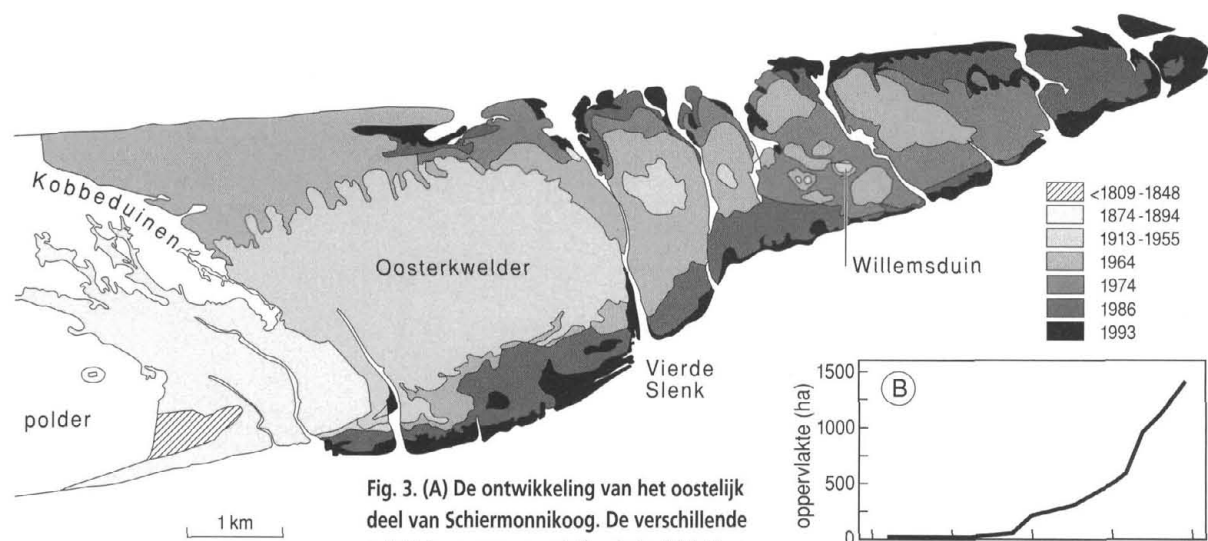 Kobbeduinen
Oosterkwelder
Willemsduin
Vierde
Slenk
polder
1 km
<1809-1848
1874-1894
1913-1955
1964
1974
1986
1993
Fig. 3. (A) De ontwikkeling van het oostelijk
deel van Schiermonnikoog. De verschillende
B
oppervlakte (ha)
1500
1000
500
0